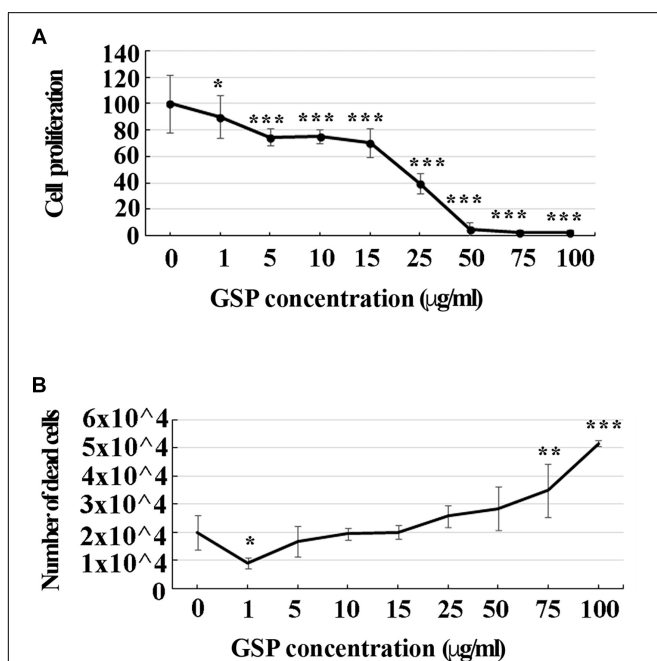 A
Cell proliferation
140
120
100
80
60
40
20
0
* *** *** *** *** *** *** ***
0 1 5 10 15 25 50 75 100
GSP concentration (μg/ml)
B
Number of dead cells
6x10^4
5x10^4
4x10^4
3x10^4
2x10^4
1x10^4
0
* ** ***
0 1 5 10 15 25 50 75 100
GSP concentration (μg/ml)